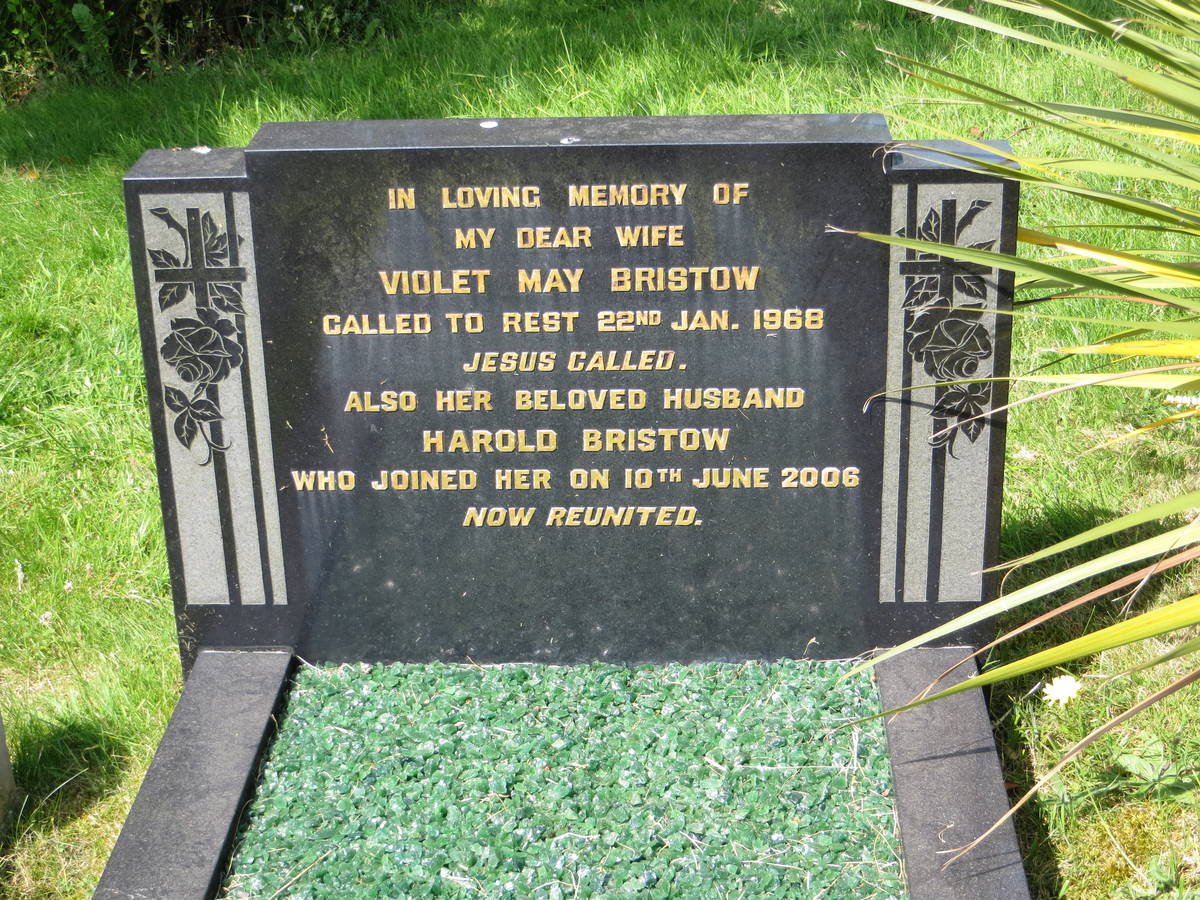 IN LOVING MEMORY OF
MY DEAR WIFE
VIOLET MAY BRISTOW
CALLED TO REST 22ND JAN. 1968
JESUS CALLED.
ALSO HER BELOVED HUSBAND
HAROLD BRISTOW
WHO JOINED HER ON 10TH JUNE 2006
NOW REUNITED.